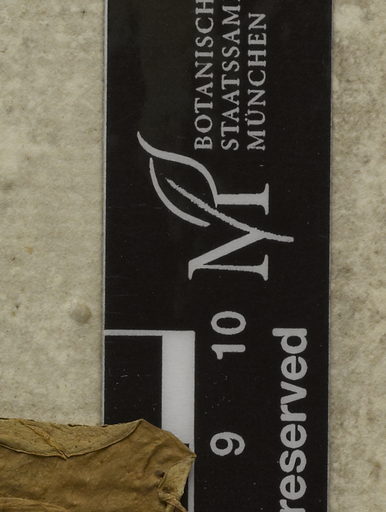 BOTANISCH
STAATSSAM
MÜNCHEN
M
9 10
reserved